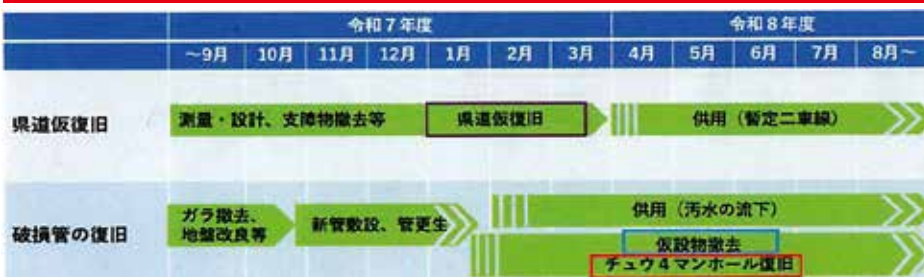 令和7年度 令和8年度
～9月 10月 11月 12月 1月 2月 3月 4月 5月 6月 7月 8月～
県道仮復旧
測量・設計、支障物撤去等 県道仮復旧 供用（暫定二車線）
破損管の復旧
ガラ撤去、
地盤改良等
新管敷設、管更生
供用（汚水の流下）
仮設物撤去
チュウ4マンホール復旧